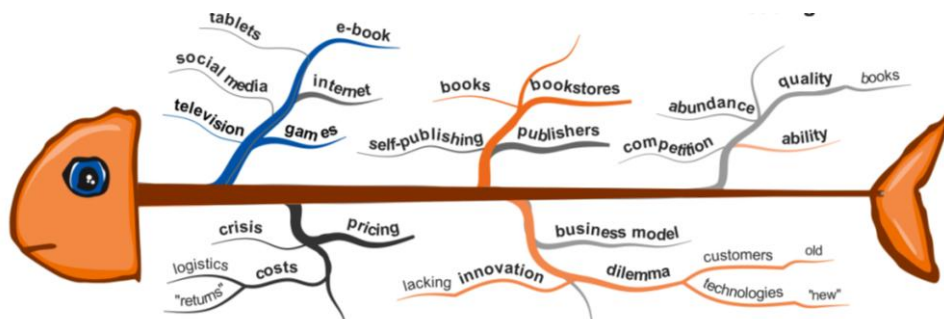 tablets
e-book
social media
internet
television
games
books
bookstores
self-publishing
publishers
quality
books
abundance
competition
ability
crisis
pricing
logistics
costs
"returns"
business model
lacking
innovation
dilemma
customers
old
technologies
"new"